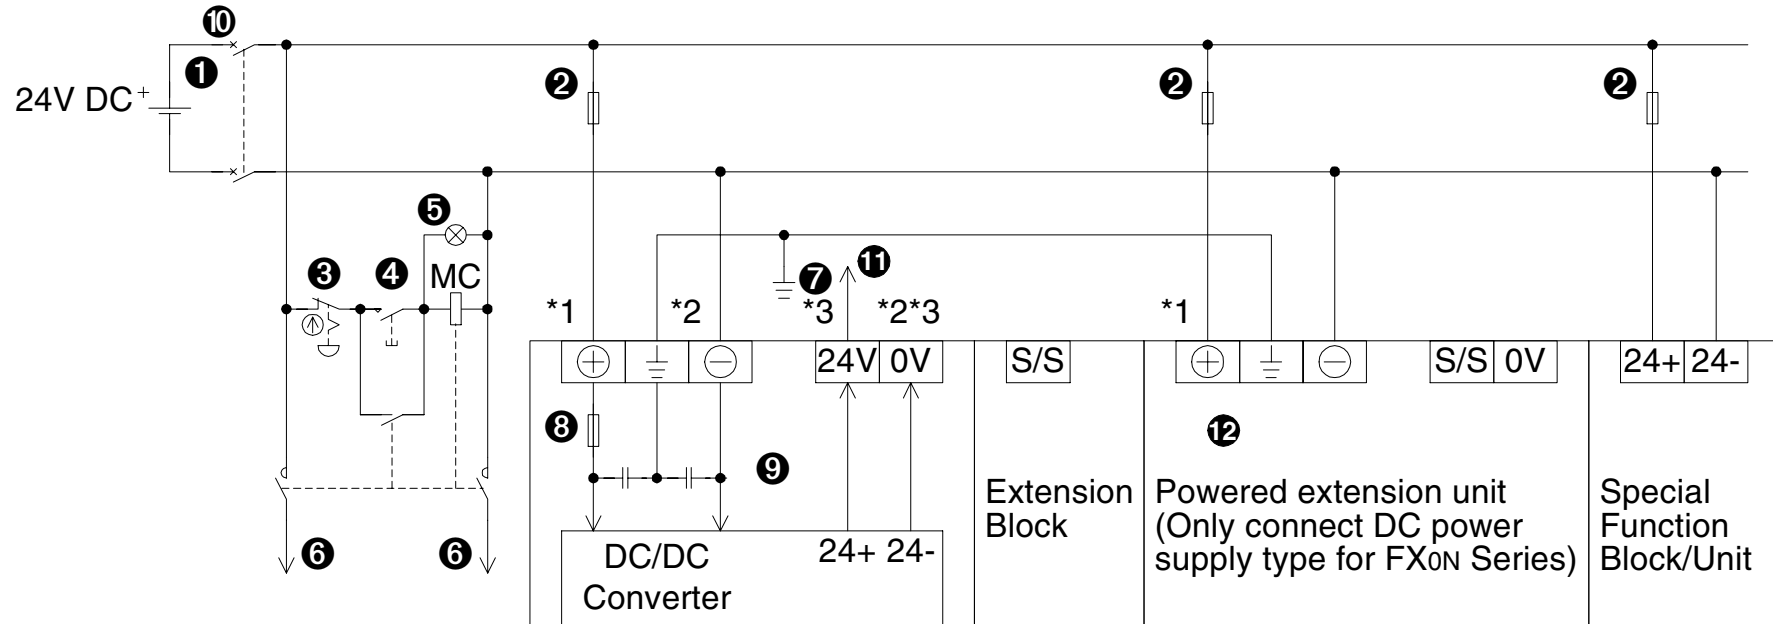 ❿
❶
24V DC +
❷ ❷ ❷
❺
❸ ❹ MC
❼ ⓫
*1 *2 *3 *2*3 *1
+ − 24V 0V S/S + − S/S 0V 24+ 24-
❽
❾
⓬
Extension
Block
Powered extension unit
(Only connect DC power
supply type for FX0N Series)
Special
Function
Block/Unit
❻ ❻
DC/DC
Converter
24+ 24-